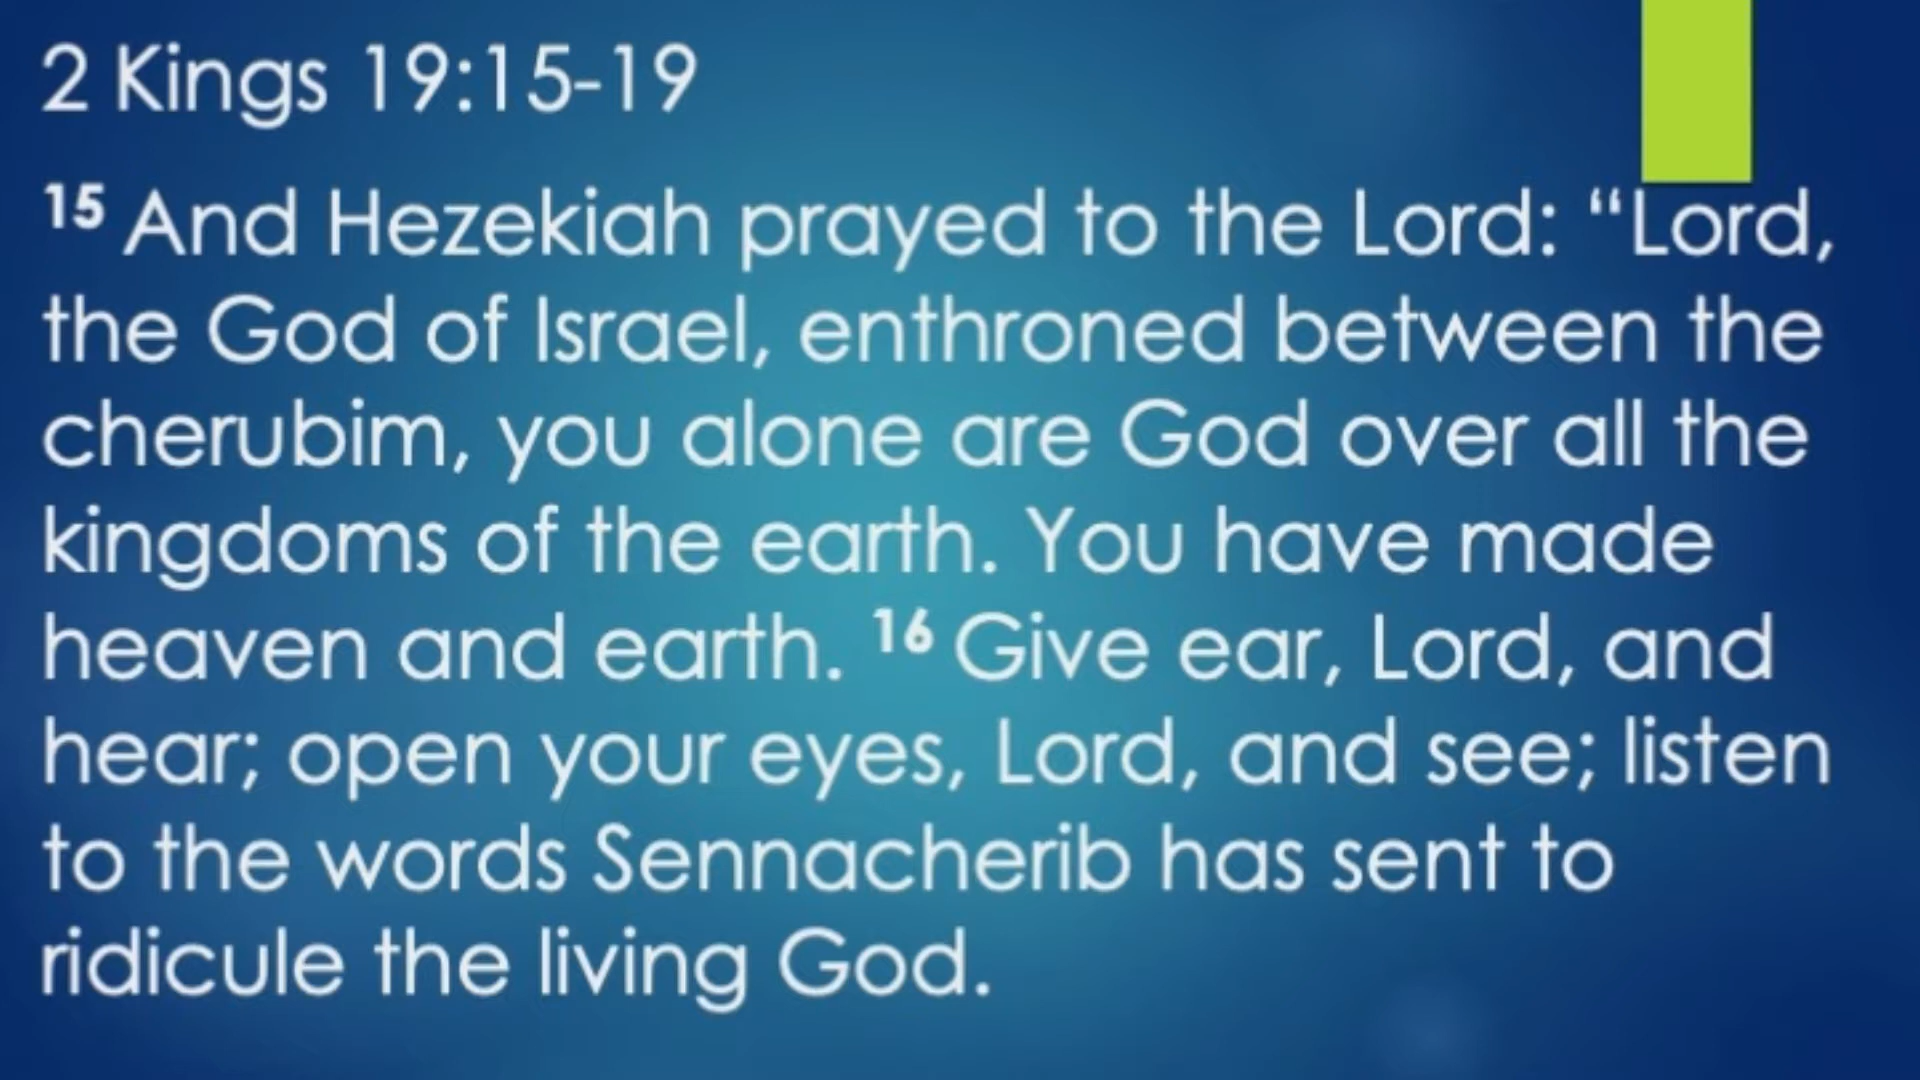 2 Kings 19:15-19
15 And Hezekiah prayed to the Lord: “Lord,
the God of Israel, enthroned between the
cherubim, you alone are God over all the
kingdoms of the earth. You have made
heaven and earth. 16 Give ear, Lord, and
hear; open your eyes, Lord, and see; listen
to the words Sennacherib has sent to
ridicule the living God.